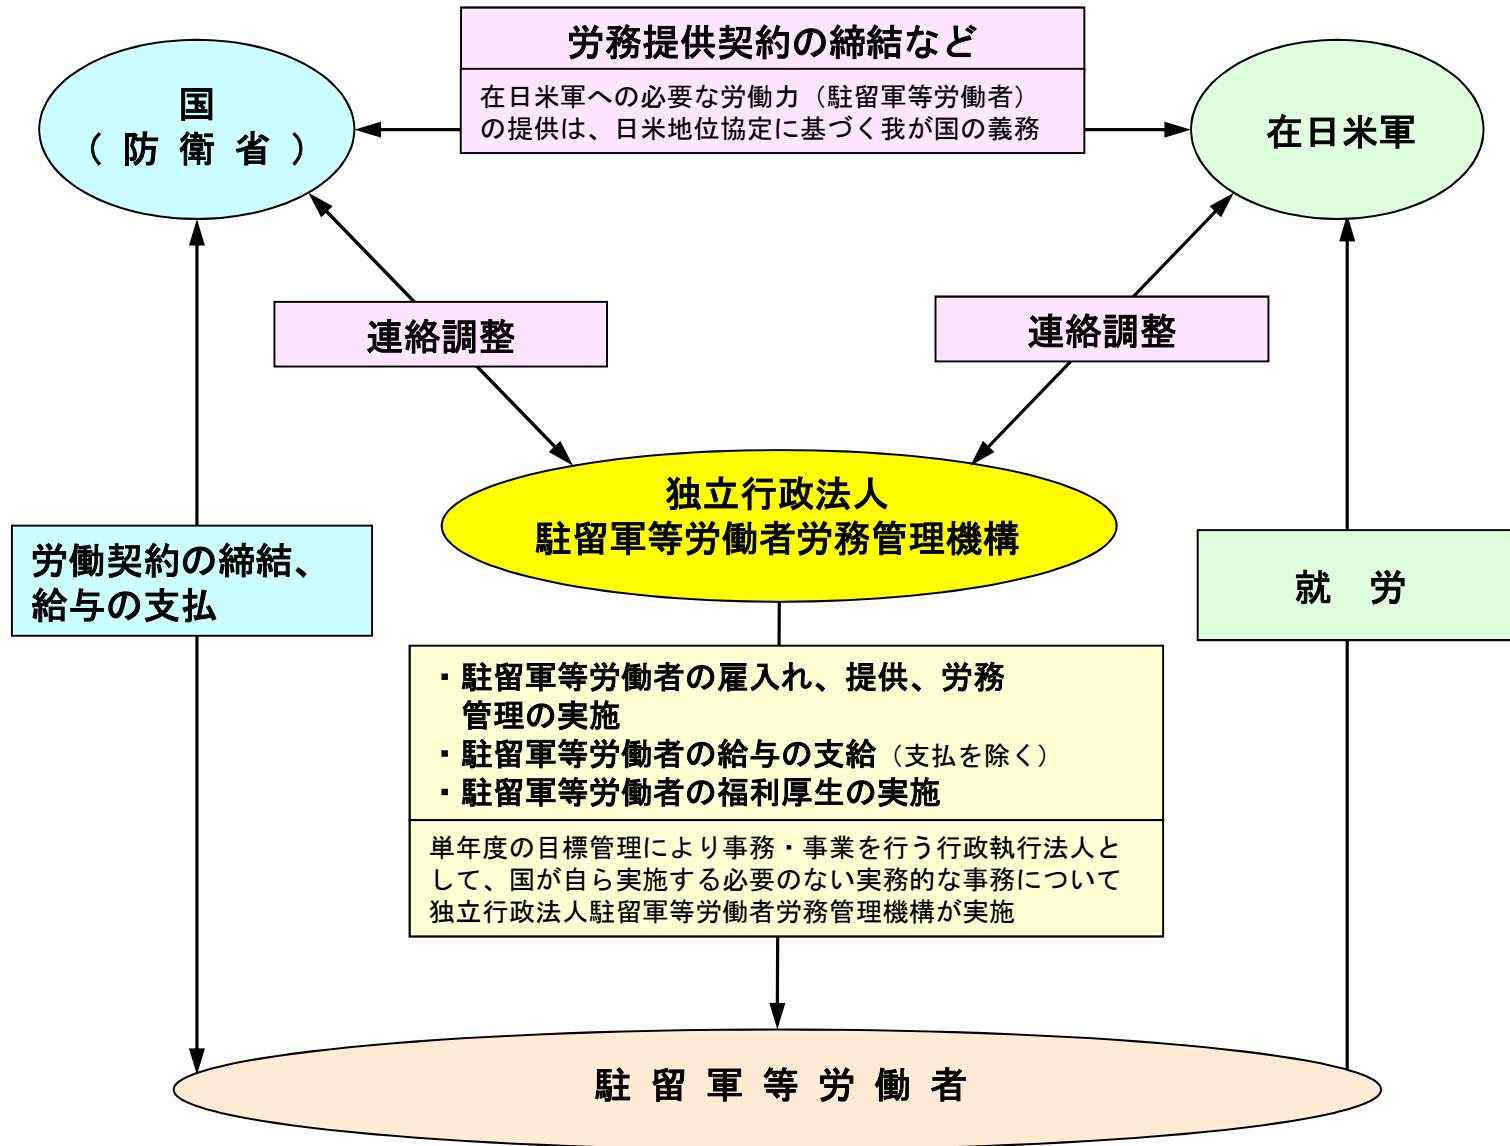 労務提供契約の締結など
在日米軍への必要な労働力（駐留軍等労働者）
の提供は、日米地位協定に基づく我が国の義務
国
（ 防 衛 省 ）
在日米軍
連絡調整
連絡調整
独立行政法人
駐留軍等労働者労務管理機構
労働契約の締結、
給与の支払
就　労
・駐留軍等労働者の雇入れ、提供、労務
管理の実施
・駐留軍等労働者の給与の支給（支払を除く）
・駐留軍等労働者の福利厚生の実施
単年度の目標管理により事務・事業を行う行政執行法人と
して、国が自ら実施する必要のない実務的な事務について
独立行政法人駐留軍等労働者労務管理機構が実施
駐 留 軍 等 労 働 者